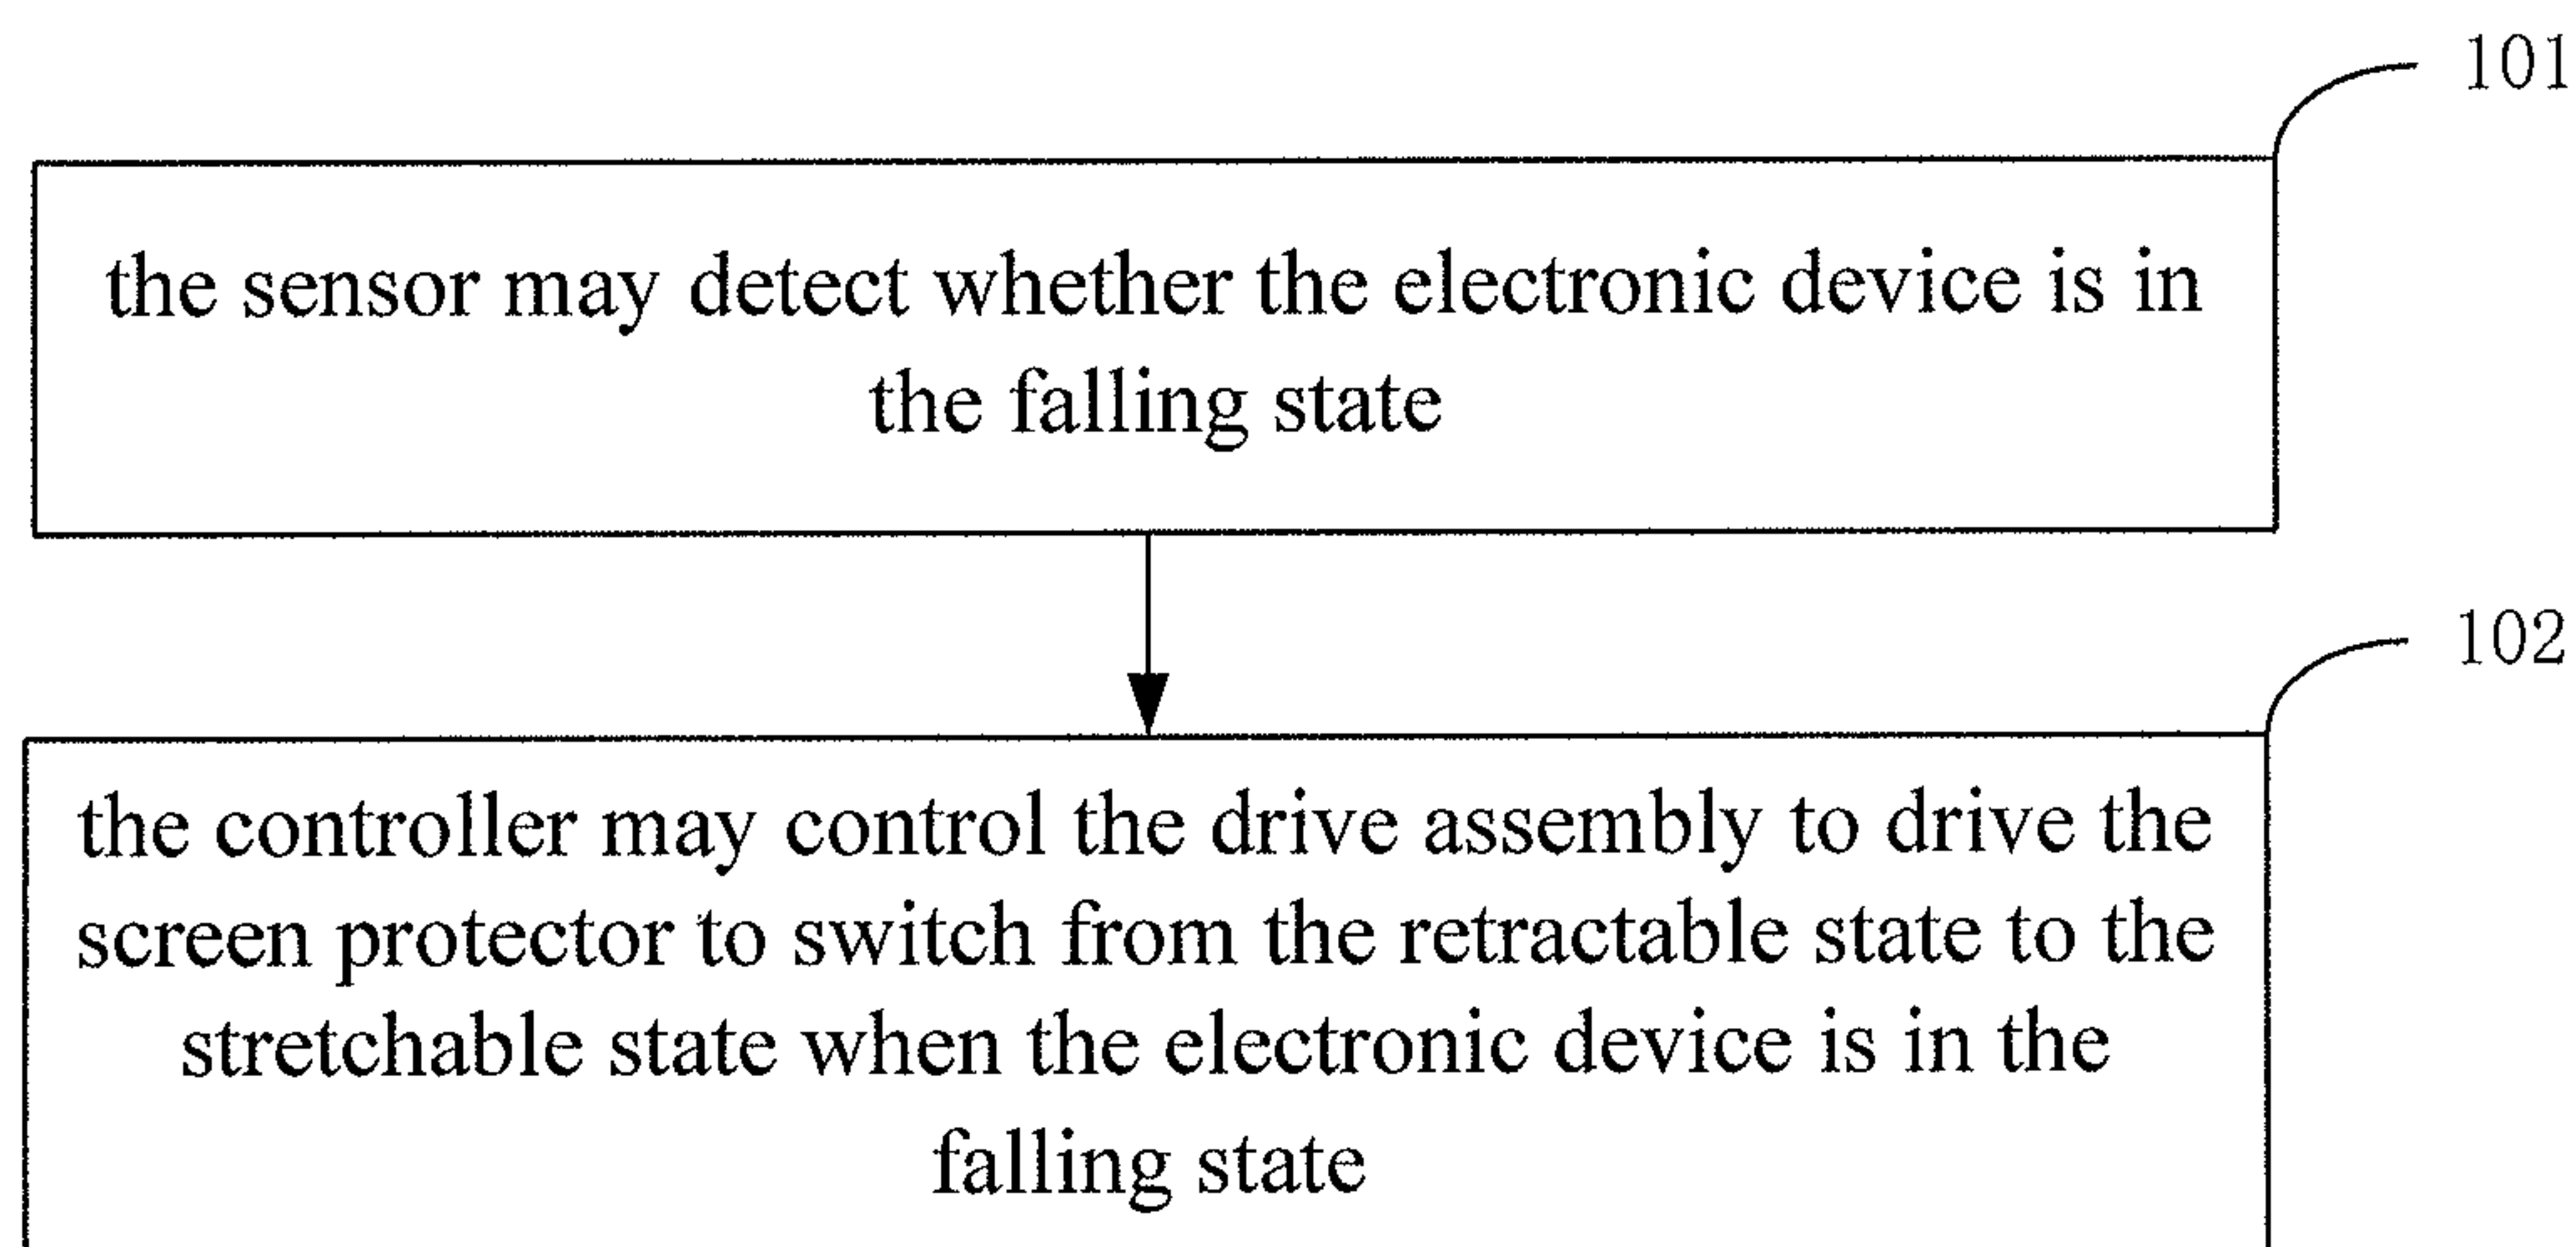 101
the sensor may detect whether the electronic device is in
the falling state
102
the controller may control the drive assembly to drive the
screen protector to switch from the retractable state to the
stretchable state when the electronic device is in the
falling state